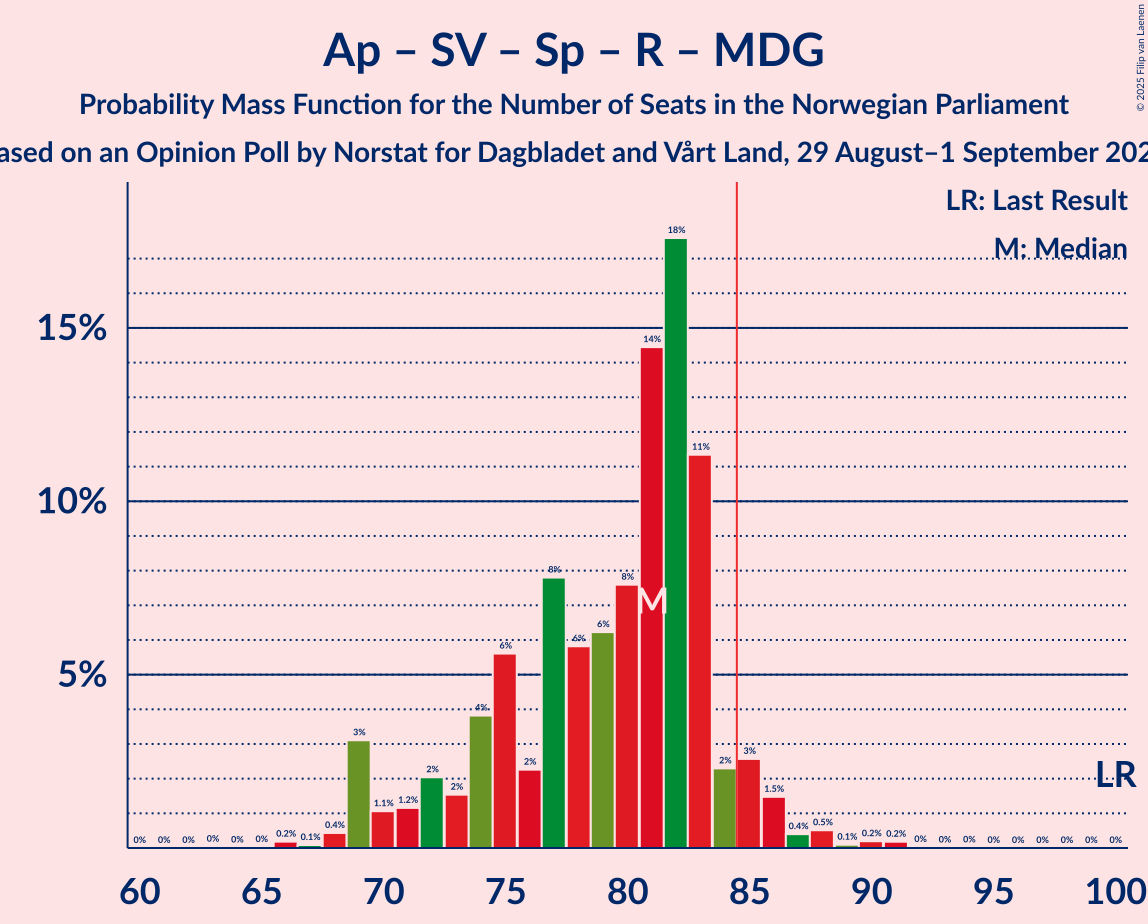 Ap – SV – Sp – R – MDG
Probability Mass Function for the Number of Seats in the Norwegian Parliament
ased on an Opinion Poll by Norstat for Dagbladet and Vårt Land, 29 August–1 September 202
© 2025 Filip van Laenen
LR: Last Result
M: Median
15%
10%
5%
0% 0% 0% 0% 0% 0% 0.2% 0.1% 0.4% 3% 1.1% 1.2% 2% 2% 4% 6% 2% 8% 6% 6% 8% 14% 18% 11% 2% 3% 1.5% 0.4% 0.5% 0.1% 0.2% 0.2% 0% 0% 0% 0% 0% 0% 0% 0% 0%
M
LR
60 65 70 75 80 85 90 95 100